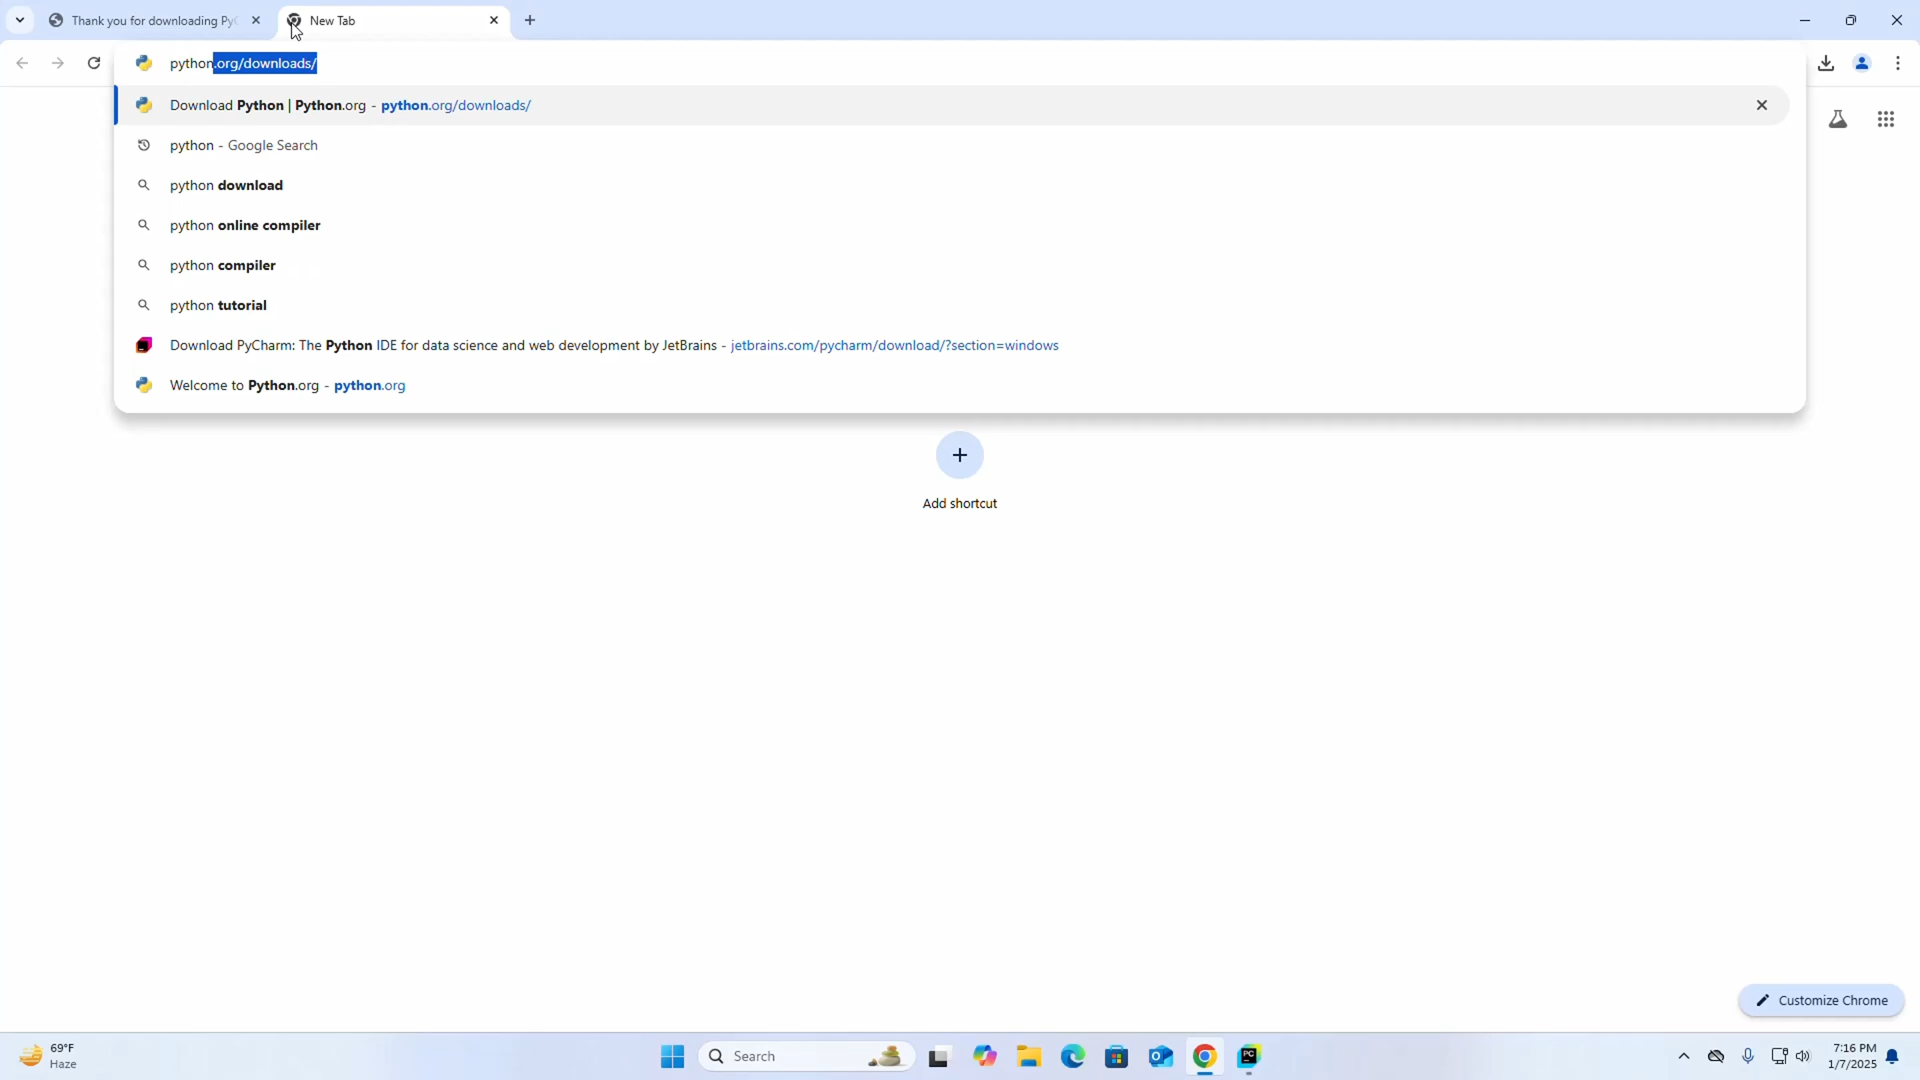 Thank you for downloading PyC
New Tab
python.org/downloads/
Download Python | Python.org - python.org/downloads/
python - Google Search
python download
python online compiler
python compiler
python tutorial
Download PyCharm: The Python IDE for data science and web development by JetBrains - jetbrains.com/pycharm/download/?section=windows
Welcome to Python.org - python.org
Add shortcut
Customize Chrome
69°F
Haze
Search
PC
7:16 PM
1/7/2025